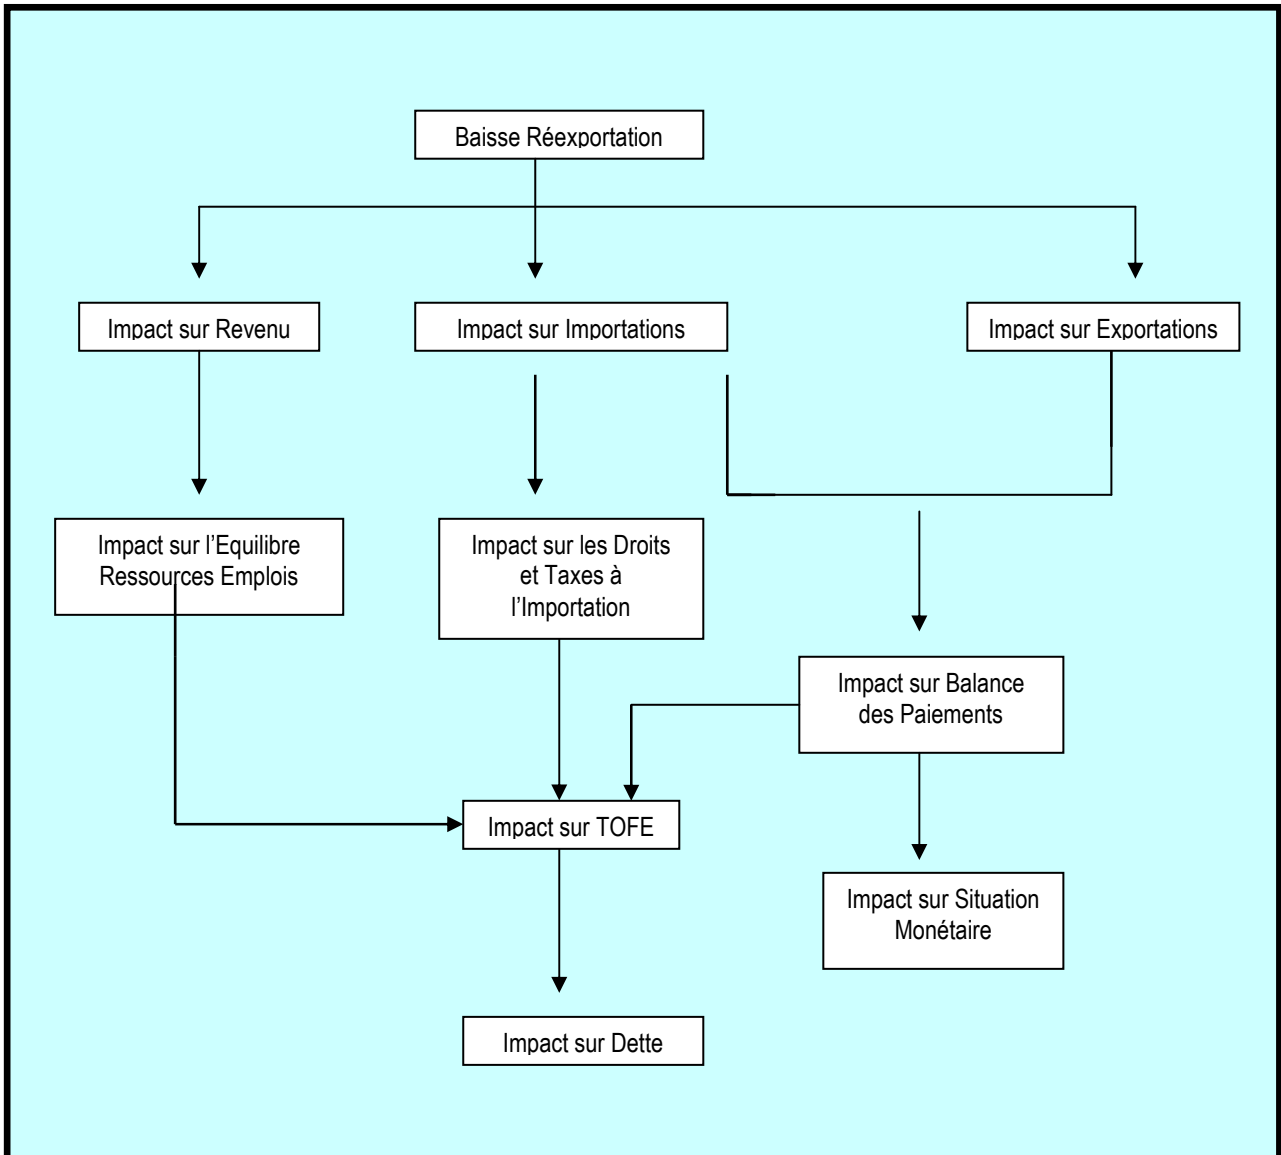 Baisse Réexportation
Impact sur Revenu
Impact sur Importations
Impact sur Exportations
Impact sur l’Equilibre
Ressources Emplois
Impact sur les Droits
et Taxes à
l’Importation
Impact sur Balance
des Paiements
Impact sur TOFE
Impact sur Situation
Monétaire
Impact sur Dette